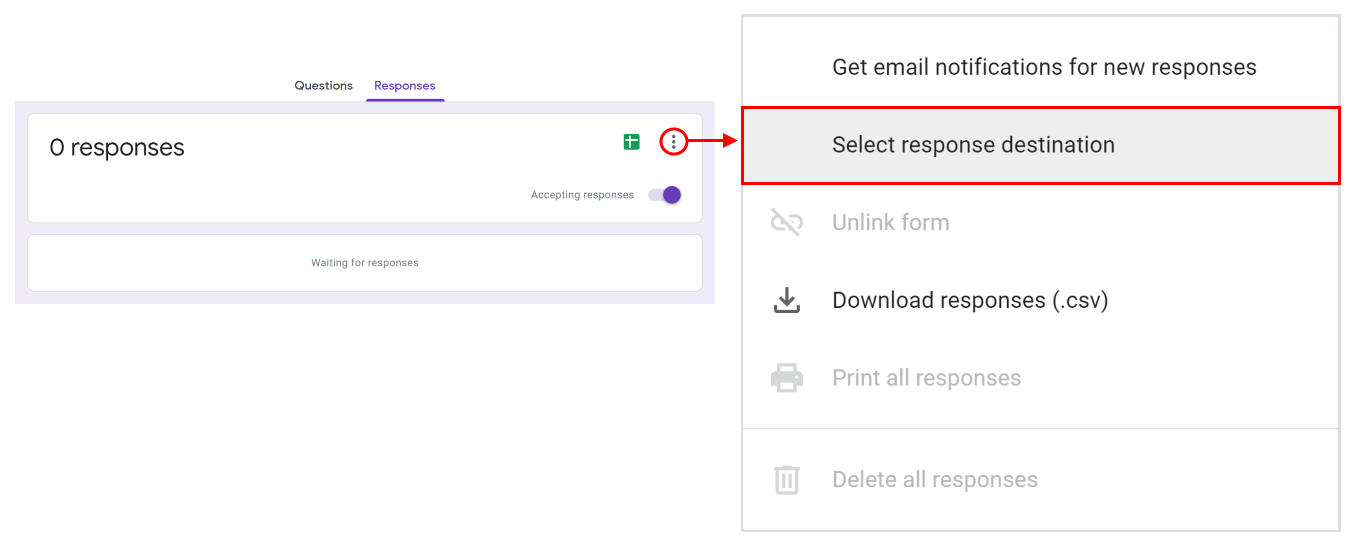 Questions
Responses
0 responses
Accepting responses
Waiting for responses
Get email notifications for new responses
Select response destination
Unlink form
Download responses (.csv)
Print all responses
Delete all responses